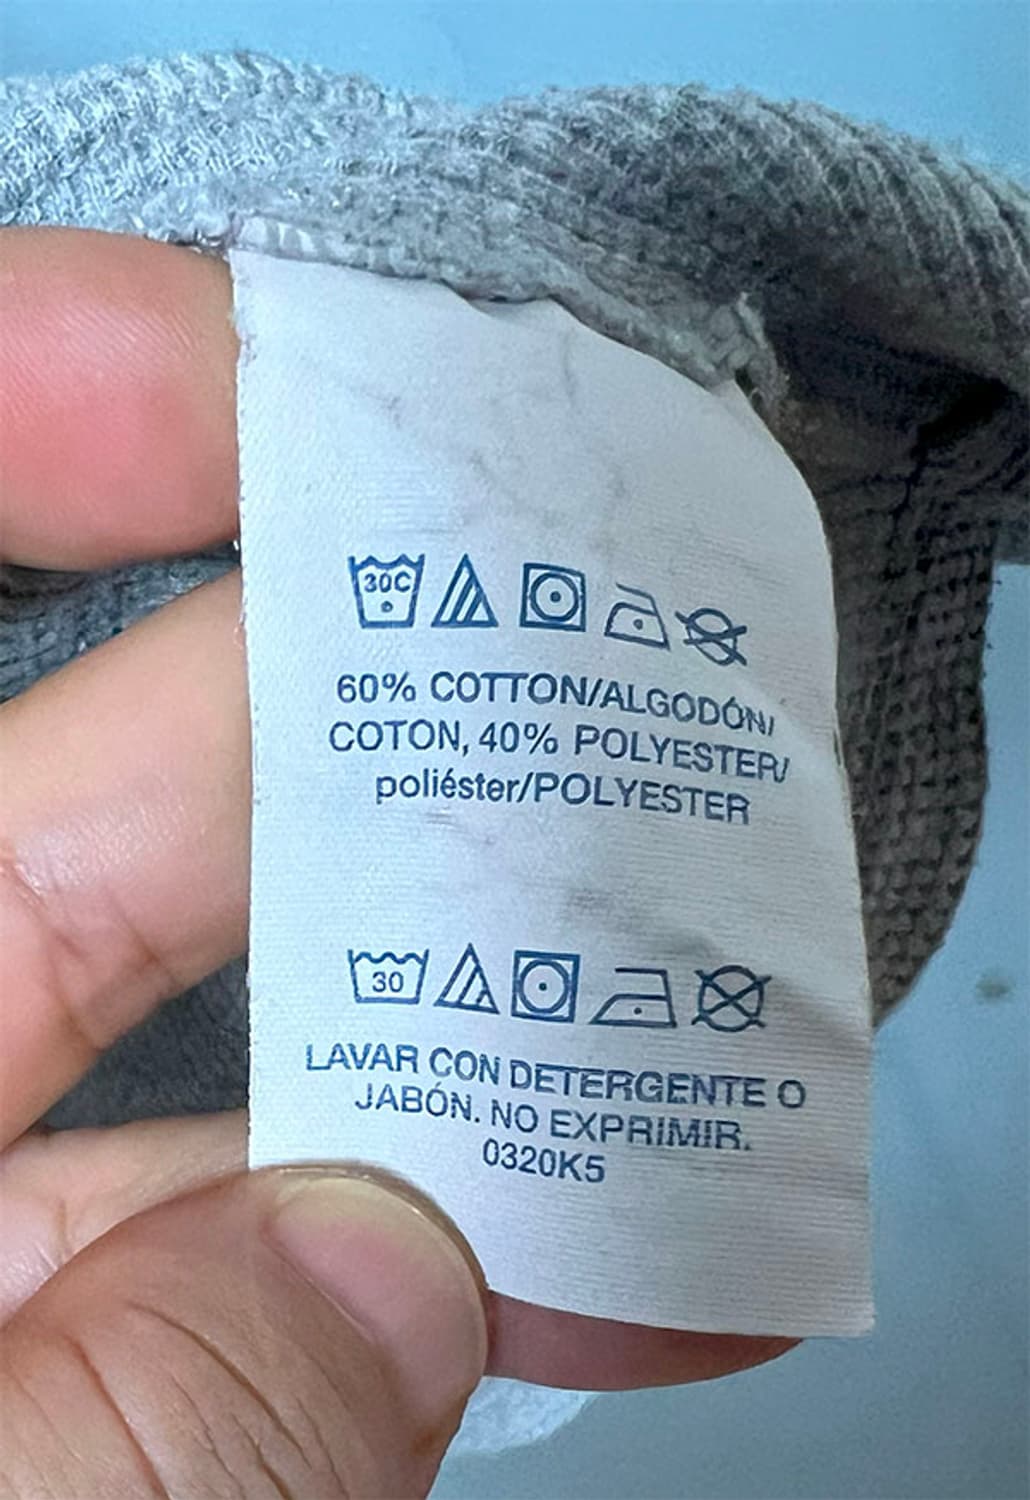 30C
60% COTTON/ALGODÓN/
COTON, 40% POLYESTER/
poliéster/POLYESTER
30
LAVAR CON DETERGENTE O
JABÓN. NO EXPRIMIR.
0320K5